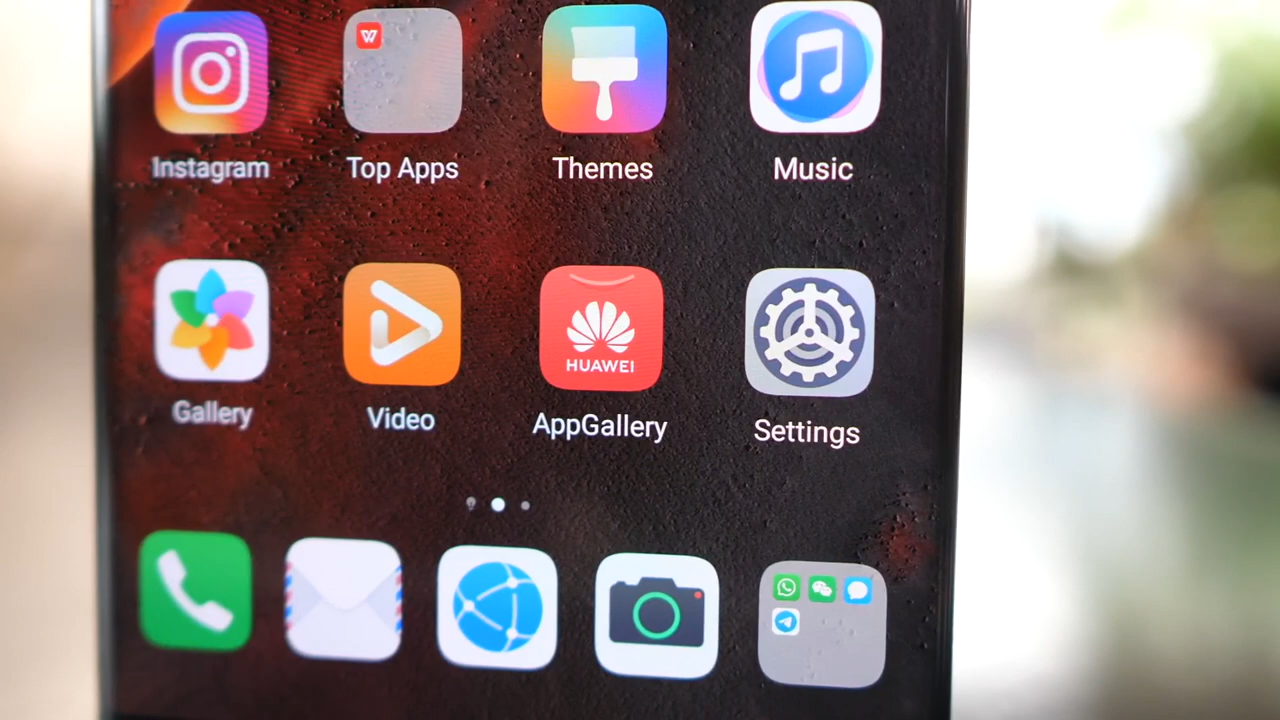 Instagram
Top Apps
Themes
Music
Gallery
Video
HUAWEI
AppGallery
Settings